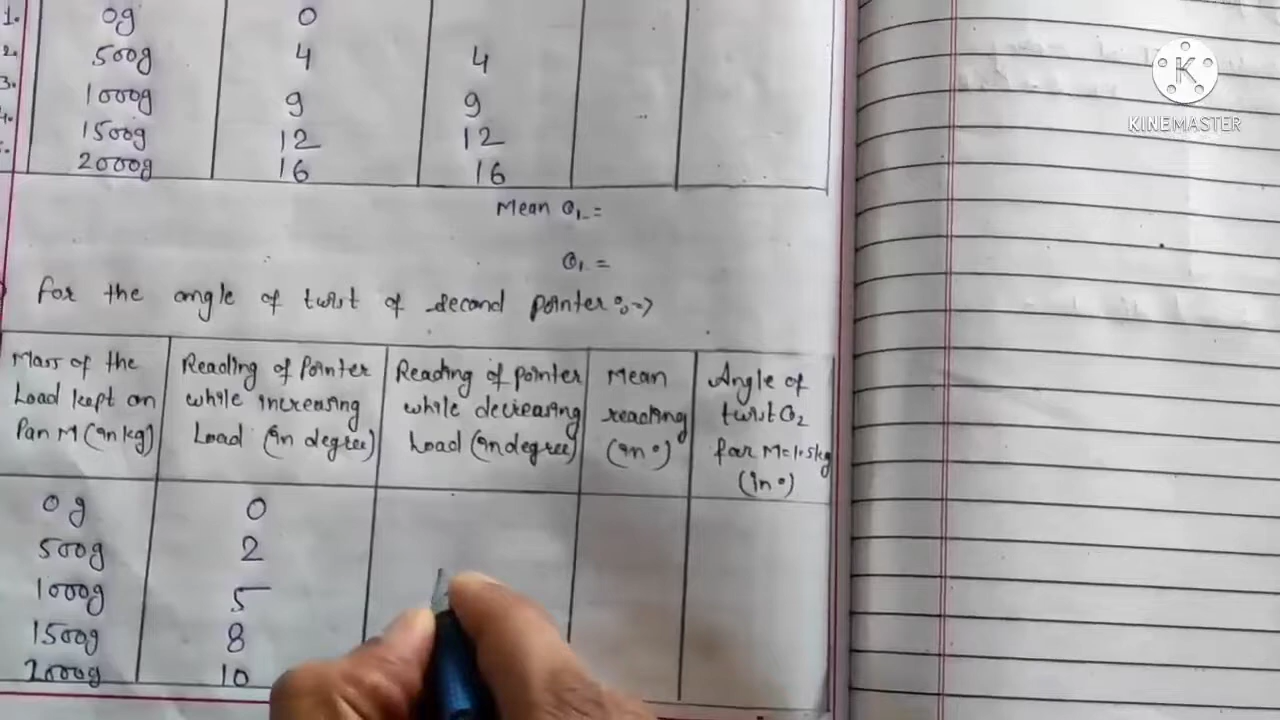 1. 0g 0
2. 500g 4 4
3. 1000g 9 9
4. 1500g 12 12
5. 2000g 16 16
Mean θ1 =
θ1 =
For the angle of twist of second pointer :->
Mass of the Load kept on Pan M (in kg)
Reading of Pointer while increasing Load (in degree)
Reading of pointer while decreasing Load (in degree)
Mean reading (in °)
Angle of twist θ2 for M=1.5kg (in °)
0g 0
500g 2
1000g 5
1500g 8
2000g 10
K
KINEMASTER